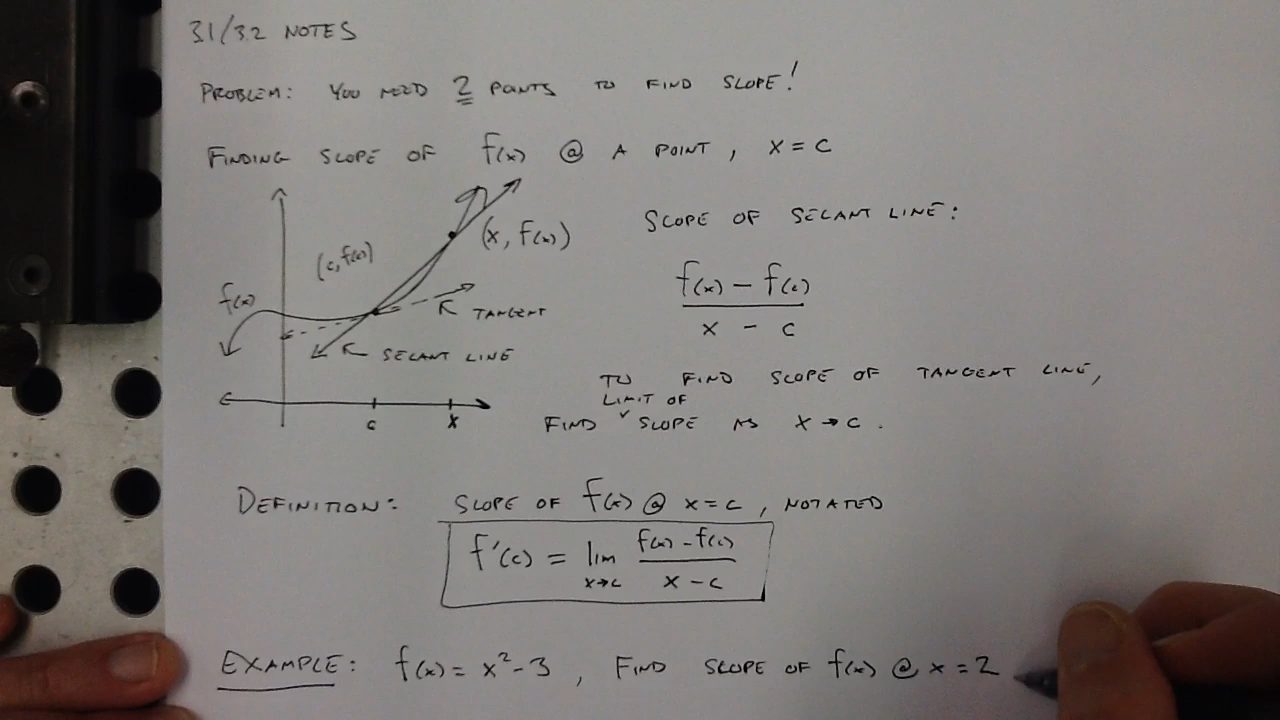 3.1/3.2 NOTES
PROBLEM: YOU NEED 2 POINTS TO FIND SLOPE!
FINDING SLOPE OF f(x) @ A POINT, x = c
(c, f(c))
(x, f(x))
f(x)
TANGENT
SECANT LINE
c x
SLOPE OF SECANT LINE:
f(x) - f(c)
x - c
TO FIND SLOPE OF TANGENT LINE,
LIMIT OF
FIND SLOPE AS x → c.
DEFINITION: SLOPE OF f(x) @ x = c, NOTATED
f'(c) = lim x→c f(x) - f(c) / x - c
EXAMPLE: f(x) = x² - 3, FIND SLOPE OF f(x) @ x = 2